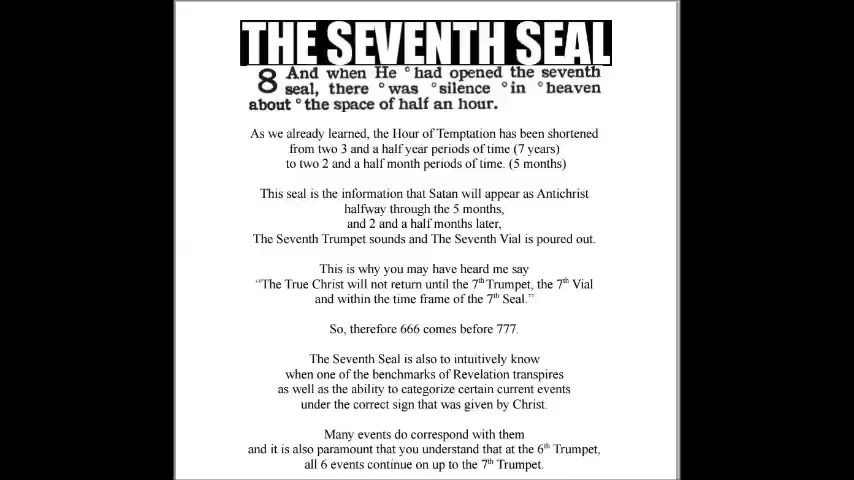 THE SEVENTH SEAL
8 And when He °had opened the seventh
seal, there °was °silence °in °heaven
about °the space of half an hour.
As we already learned, the Hour of Temptation has been shortened
from two 3 and a half year periods of time (7 years)
to two 2 and a half month periods of time. (5 months)
This seal is the information that Satan will appear as Antichrist
halfway through the 5 months,
and 2 and a half months later,
The Seventh Trumpet sounds and The Seventh Vial is poured out.
This is why you may have heard me say
“The True Christ will not return until the 7th Trumpet, the 7th Vial
and within the time frame of the 7th Seal.”
So, therefore 666 comes before 777.
The Seventh Seal is also to intuitively know
when one of the benchmarks of Revelation transpires
as well as the ability to categorize certain current events
under the correct sign that was given by Christ.
Many events do correspond with them
and it is also paramount that you understand that at the 6th Trumpet,
all 6 events continue on up to the 7th Trumpet.